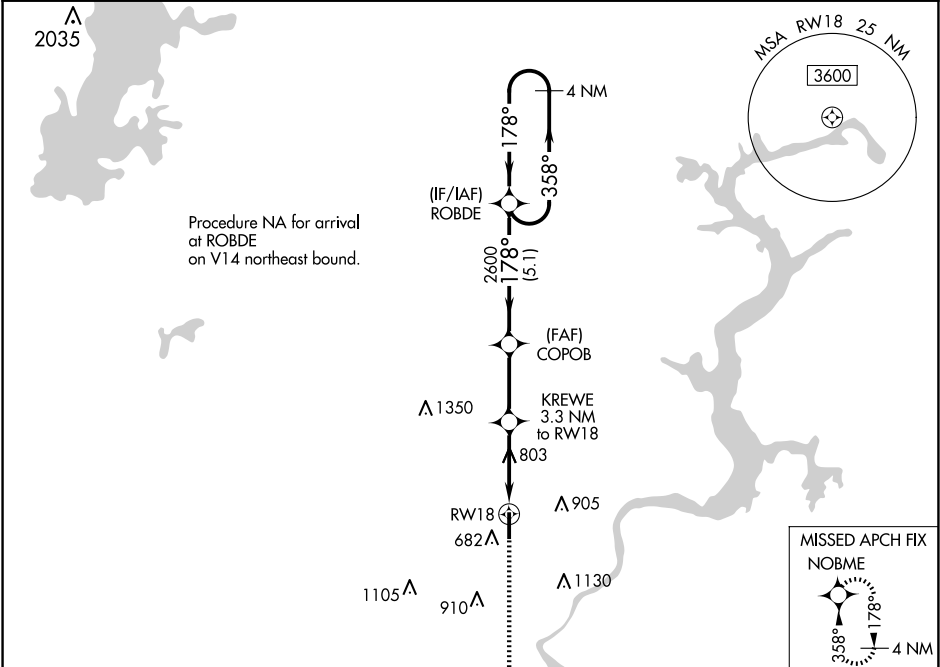 2035
MSA RW18 25 NM
3600
4 NM
178°
358°
(IF/IAF)
ROBDE
Procedure NA for arrival
at ROBDE
on V14 northeast bound.
2600
178°
(5.1)
(FAF)
COPOB
1350
KREWE
3.3 NM
to RW18
803
RW18
905
682
1105
910
1130
MISSED APCH FIX
NOBME
358°
178°
4 NM